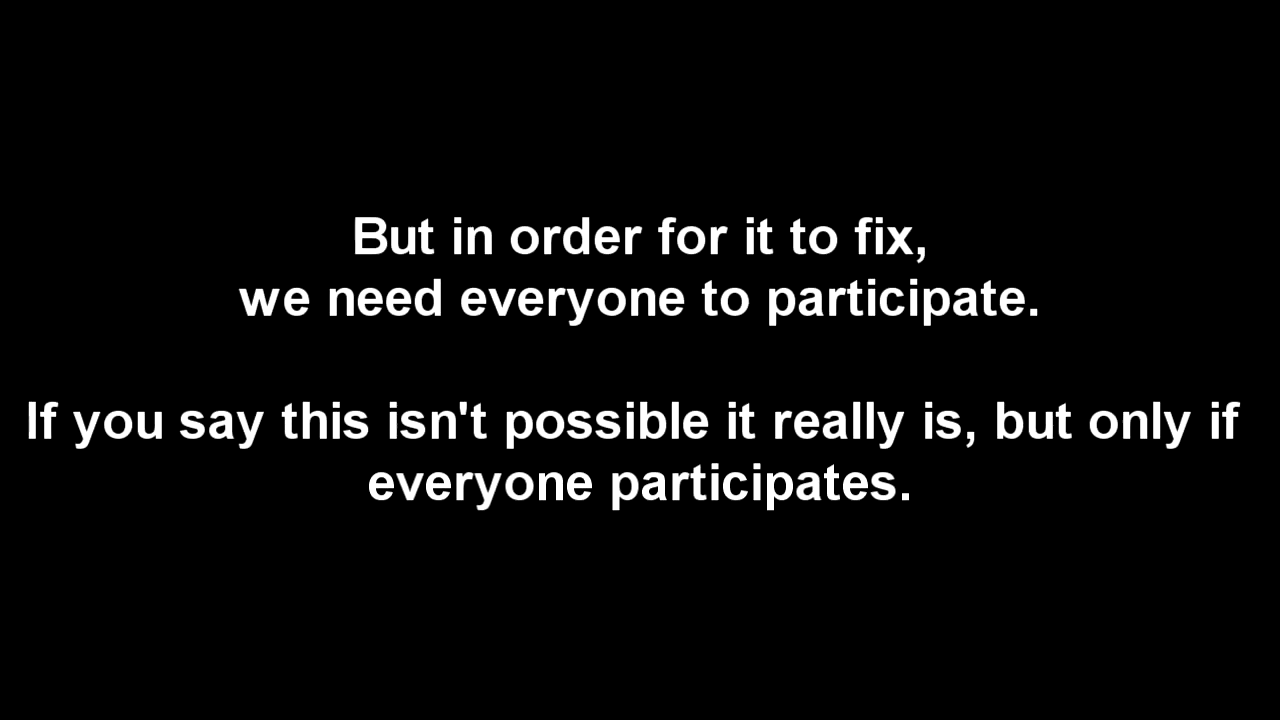 But in order for it to fix,
we need everyone to participate.
If you say this isn't possible it really is, but only if
everyone participates.